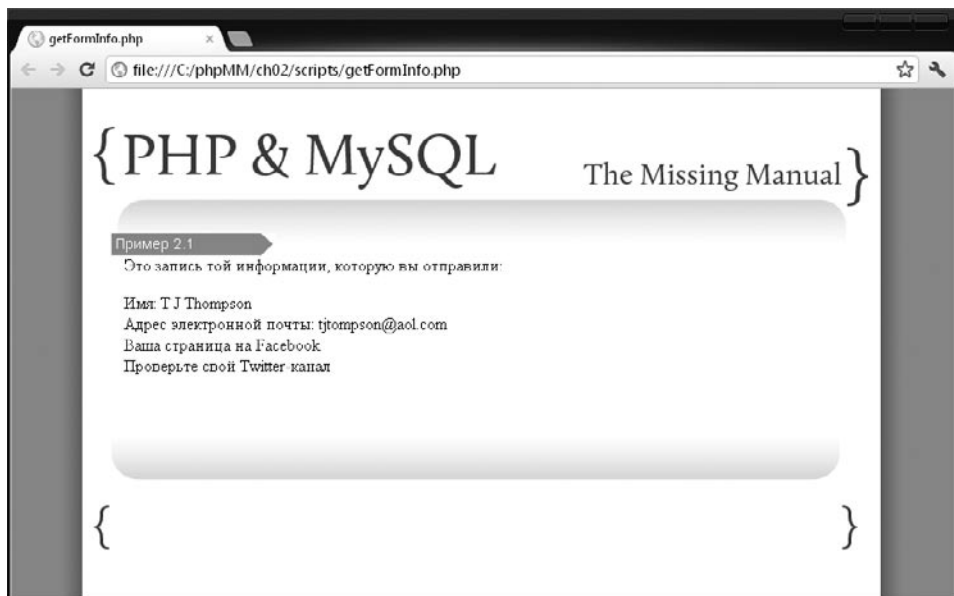 getFormInfo.php
file:///C:/phpMM/ch02/scripts/getFormInfo.php
{PHP & MySQL
The Missing Manual}
Пример 2.1
Это запись той информации, которую вы отправили:
Имя: T J Thompson
Адрес электронной почты: tjtompson@aol.com
Ваша страница на Facebook
Проверьте свой Twitter-канал
{ }